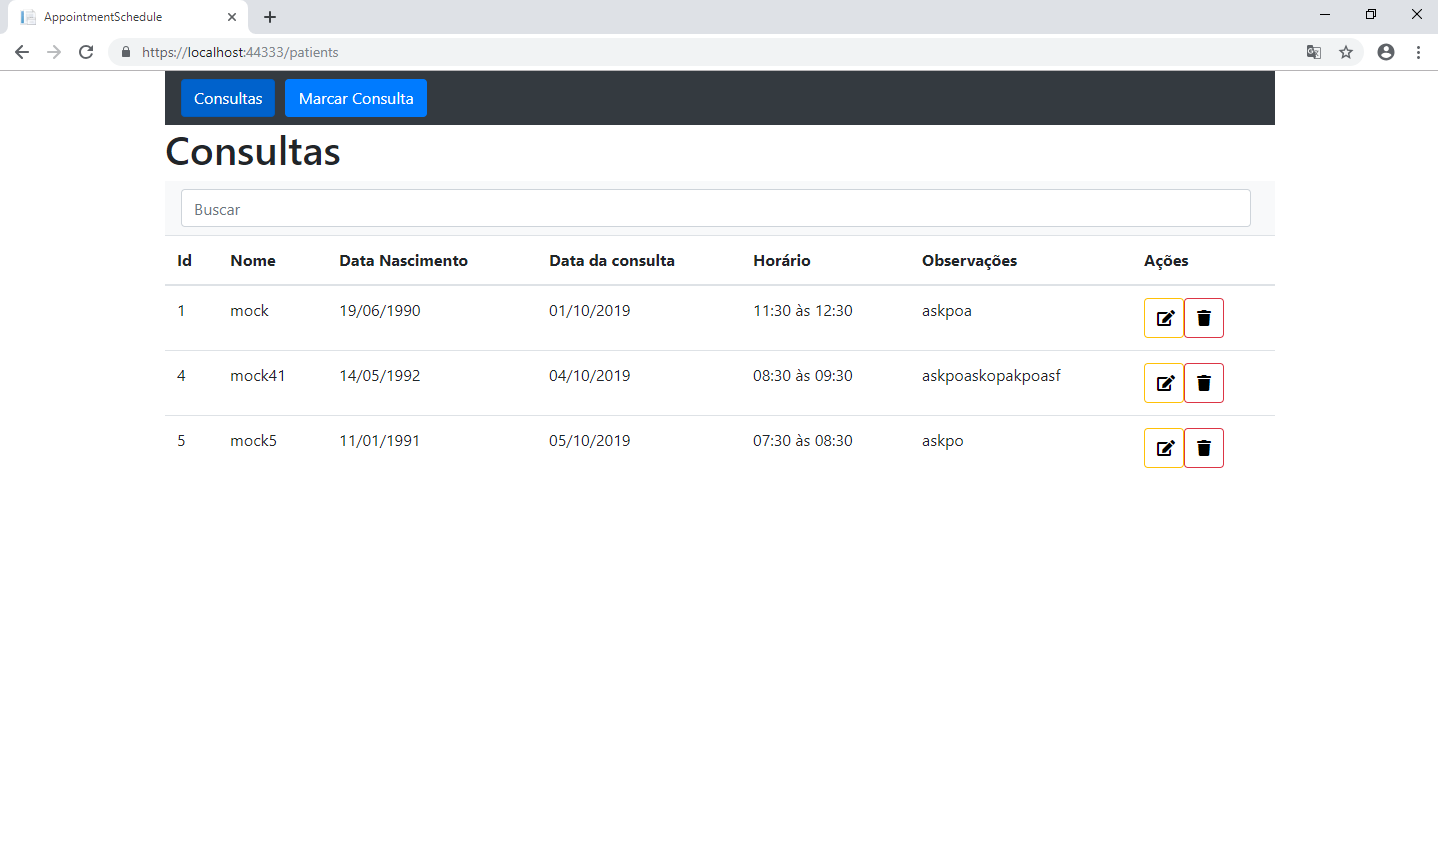 AppointmentSchedule
https://localhost:44333/patients
Consultas Marcar Consulta
Consultas
Buscar
Id Nome Data Nascimento Data da consulta Horário Observações Ações
1 mock 19/06/1990 01/10/2019 11:30 às 12:30 askpoa
4 mock41 14/05/1992 04/10/2019 08:30 às 09:30 askpoaskopakpoasf
5 mock5 11/01/1991 05/10/2019 07:30 às 08:30 askpo